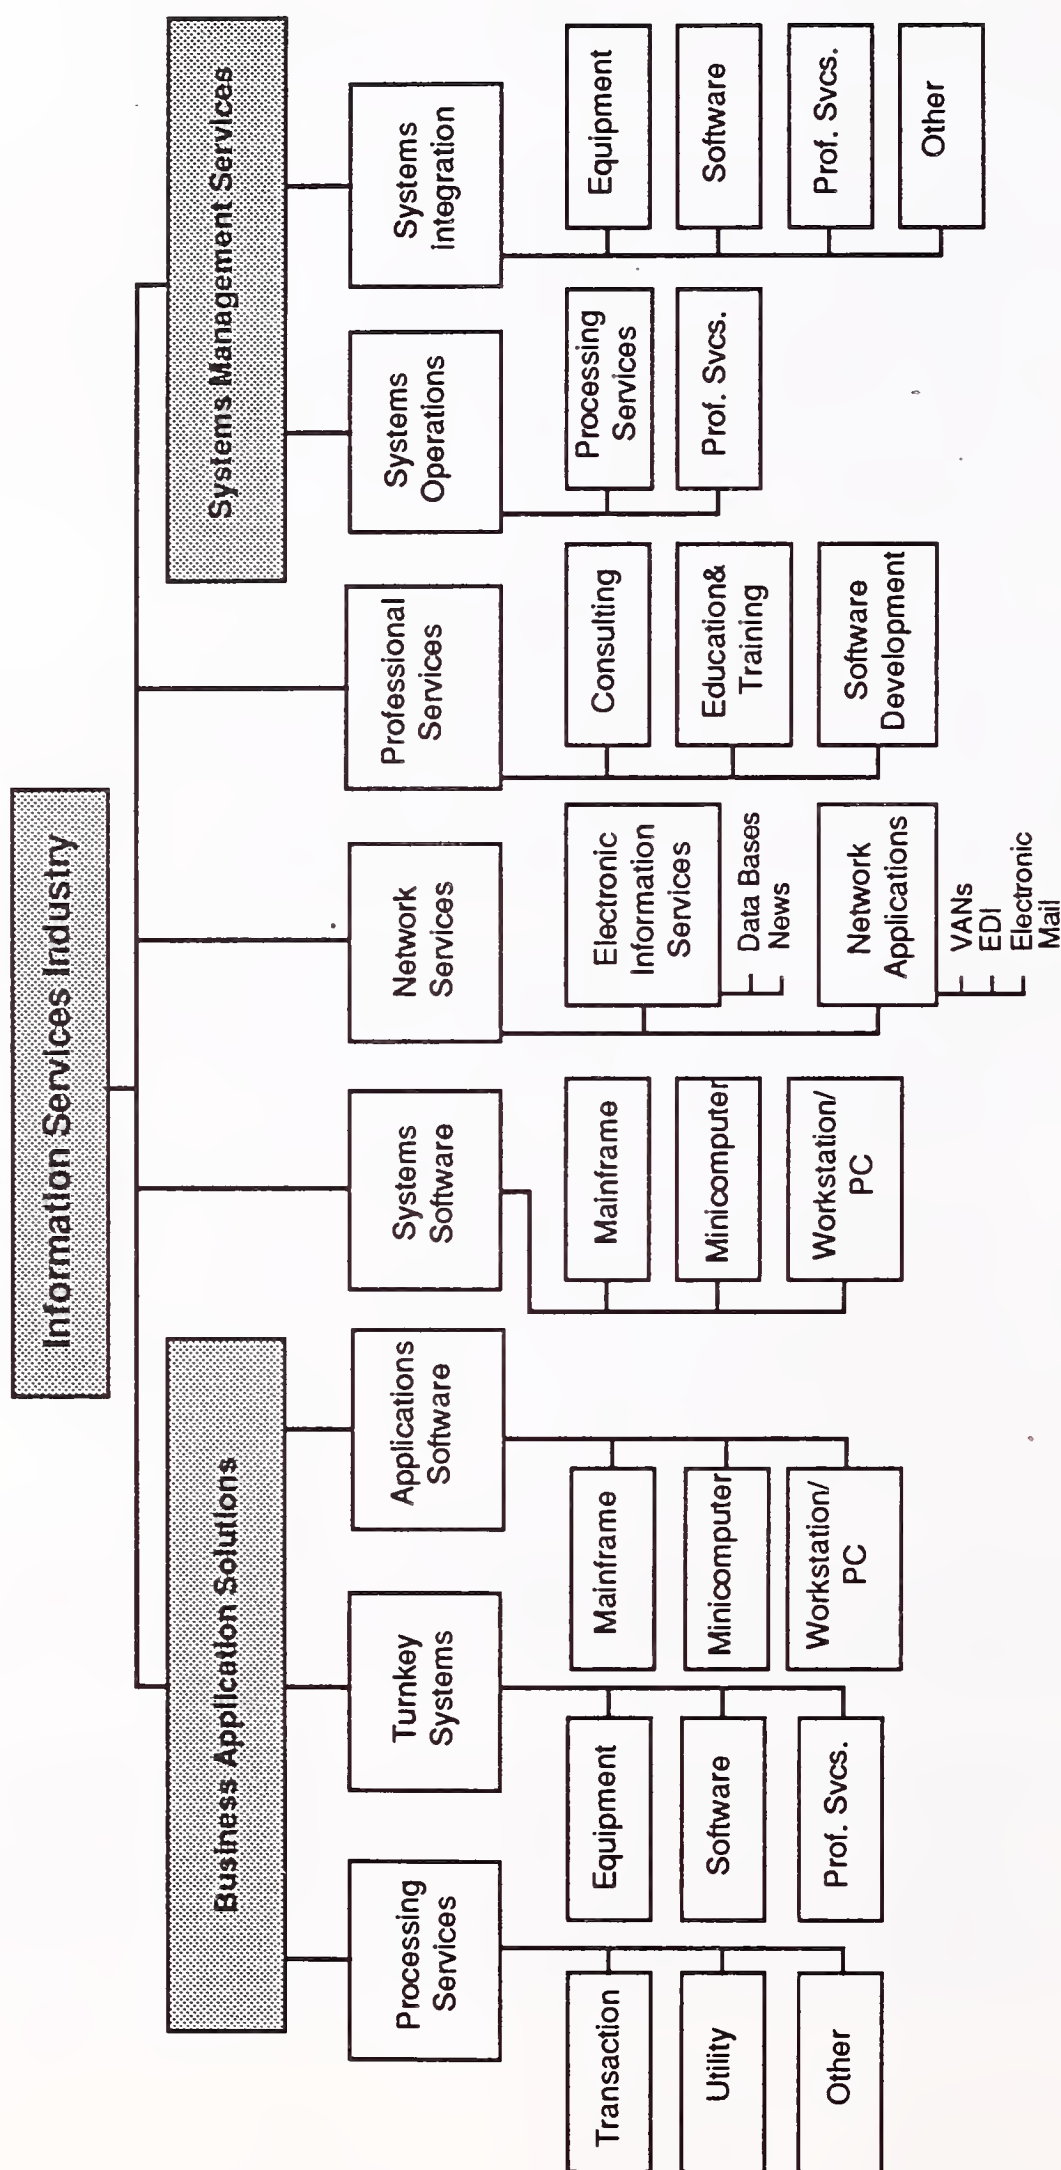 Information Services Industry
Business Application Solutions
Systems Management Services
Processing
Services
Turnkey
Systems
Applications
Software
Systems
Software
Network
Services
Professional
Services
Systems
Operations
Systems
Integration
Transaction
Utility
Other
Equipment
Software
Prof. Svcs.
Mainframe
Minicomputer
Workstation/
PC
Mainframe
Minicomputer
Workstation/
PC
Electronic
Information
Services
Data Bases
News
Network
Applications
VANs
EDI
Electronic
Mail
Consulting
Education&
Training
Software
Development
Processing
Services
Prof. Svcs.
Equipment
Software
Prof. Svcs.
Other